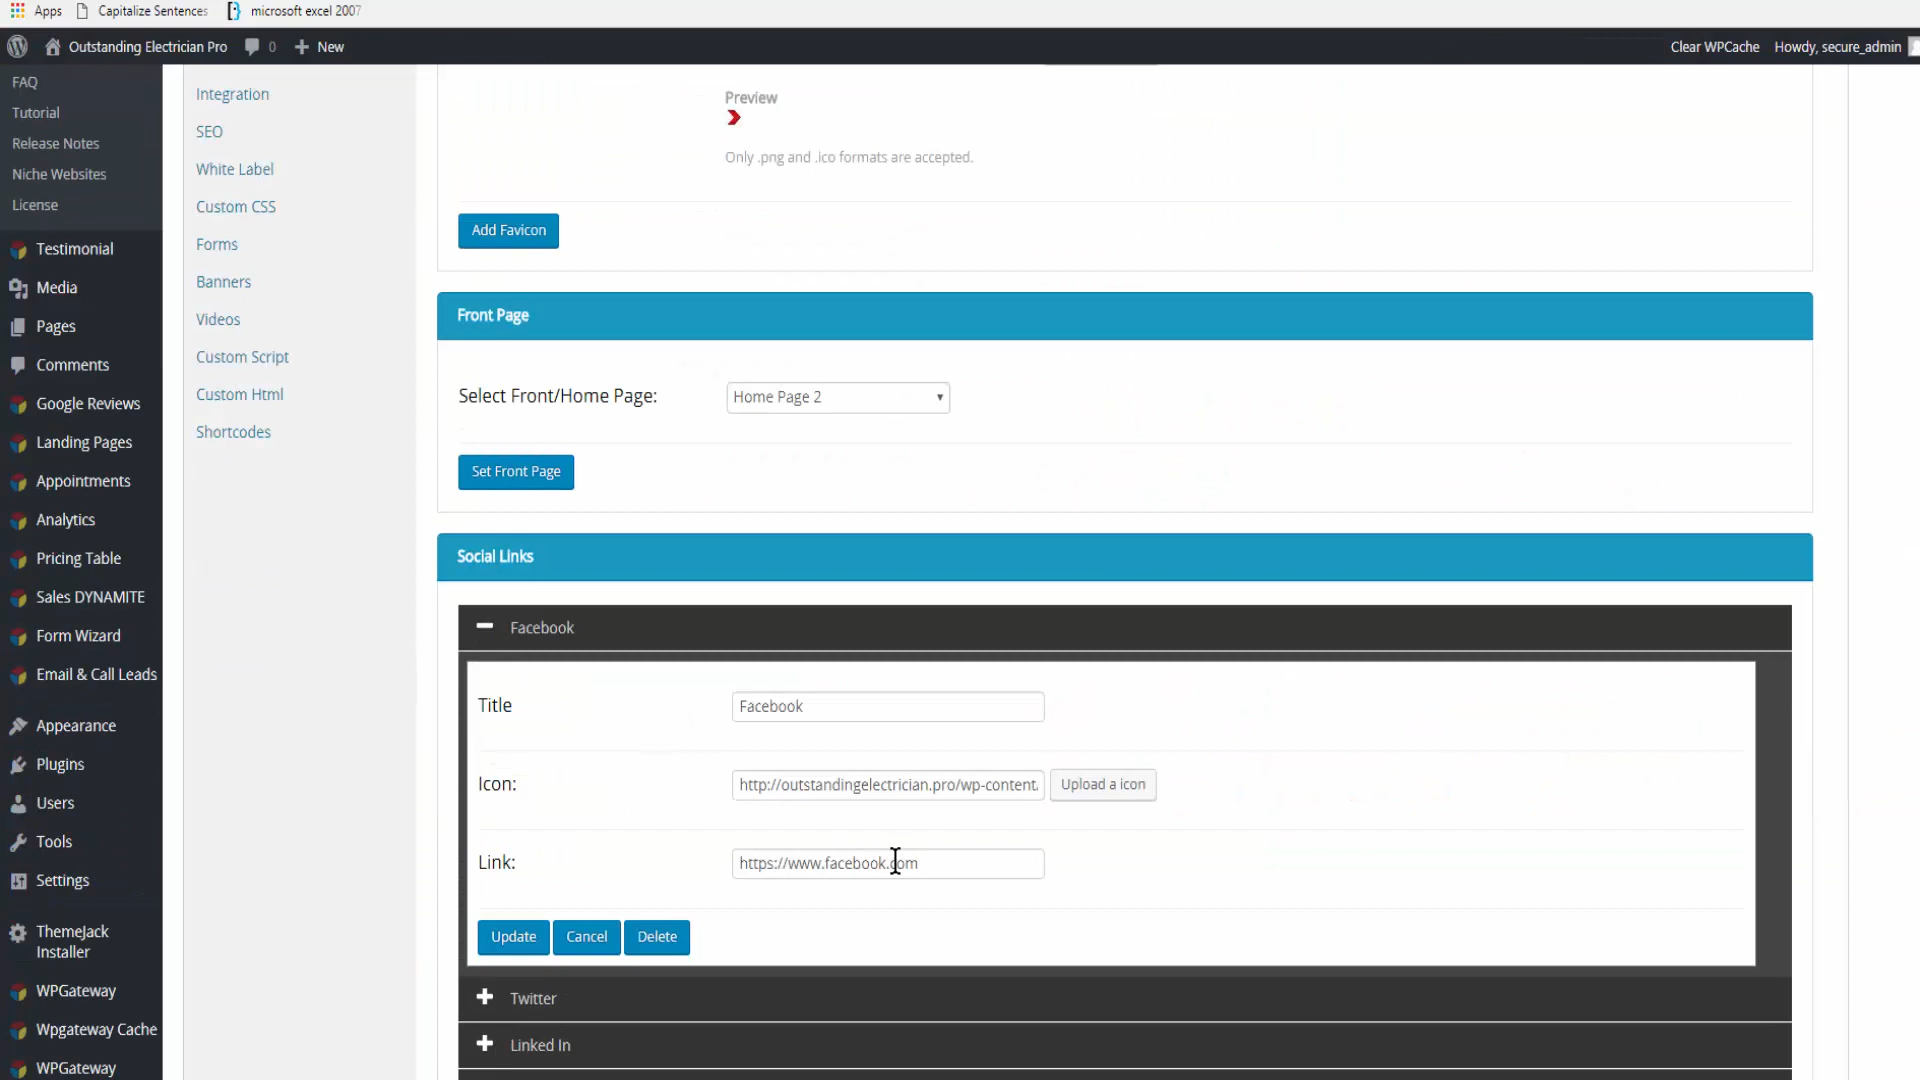 Apps
Capitalize Sentences
microsoft excel 2007
Outstanding Electrician Pro
0
New
Clear WPCache
Howdy, secure_admin
FAQ
Tutorial
Release Notes
Niche Websites
License
Testimonial
Media
Pages
Comments
Google Reviews
Landing Pages
Appointments
Analytics
Pricing Table
Sales DYNAMITE
Form Wizard
Email & Call Leads
Appearance
Plugins
Users
Tools
Settings
ThemeJack
Installer
WPGateway
Wpgateway Cache
WPGateway
Integration
SEO
White Label
Custom CSS
Forms
Banners
Videos
Custom Script
Custom Html
Shortcodes
Preview
Only .png and .ico formats are accepted.
Add Favicon
Front Page
Select Front/Home Page:
Home Page 2
Set Front Page
Social Links
Facebook
Title
Facebook
Icon:
http://outstandingelectrician.pro/wp-content.
Upload a icon
Link:
https://www.facebook.com
Update
Cancel
Delete
Twitter
Linked In